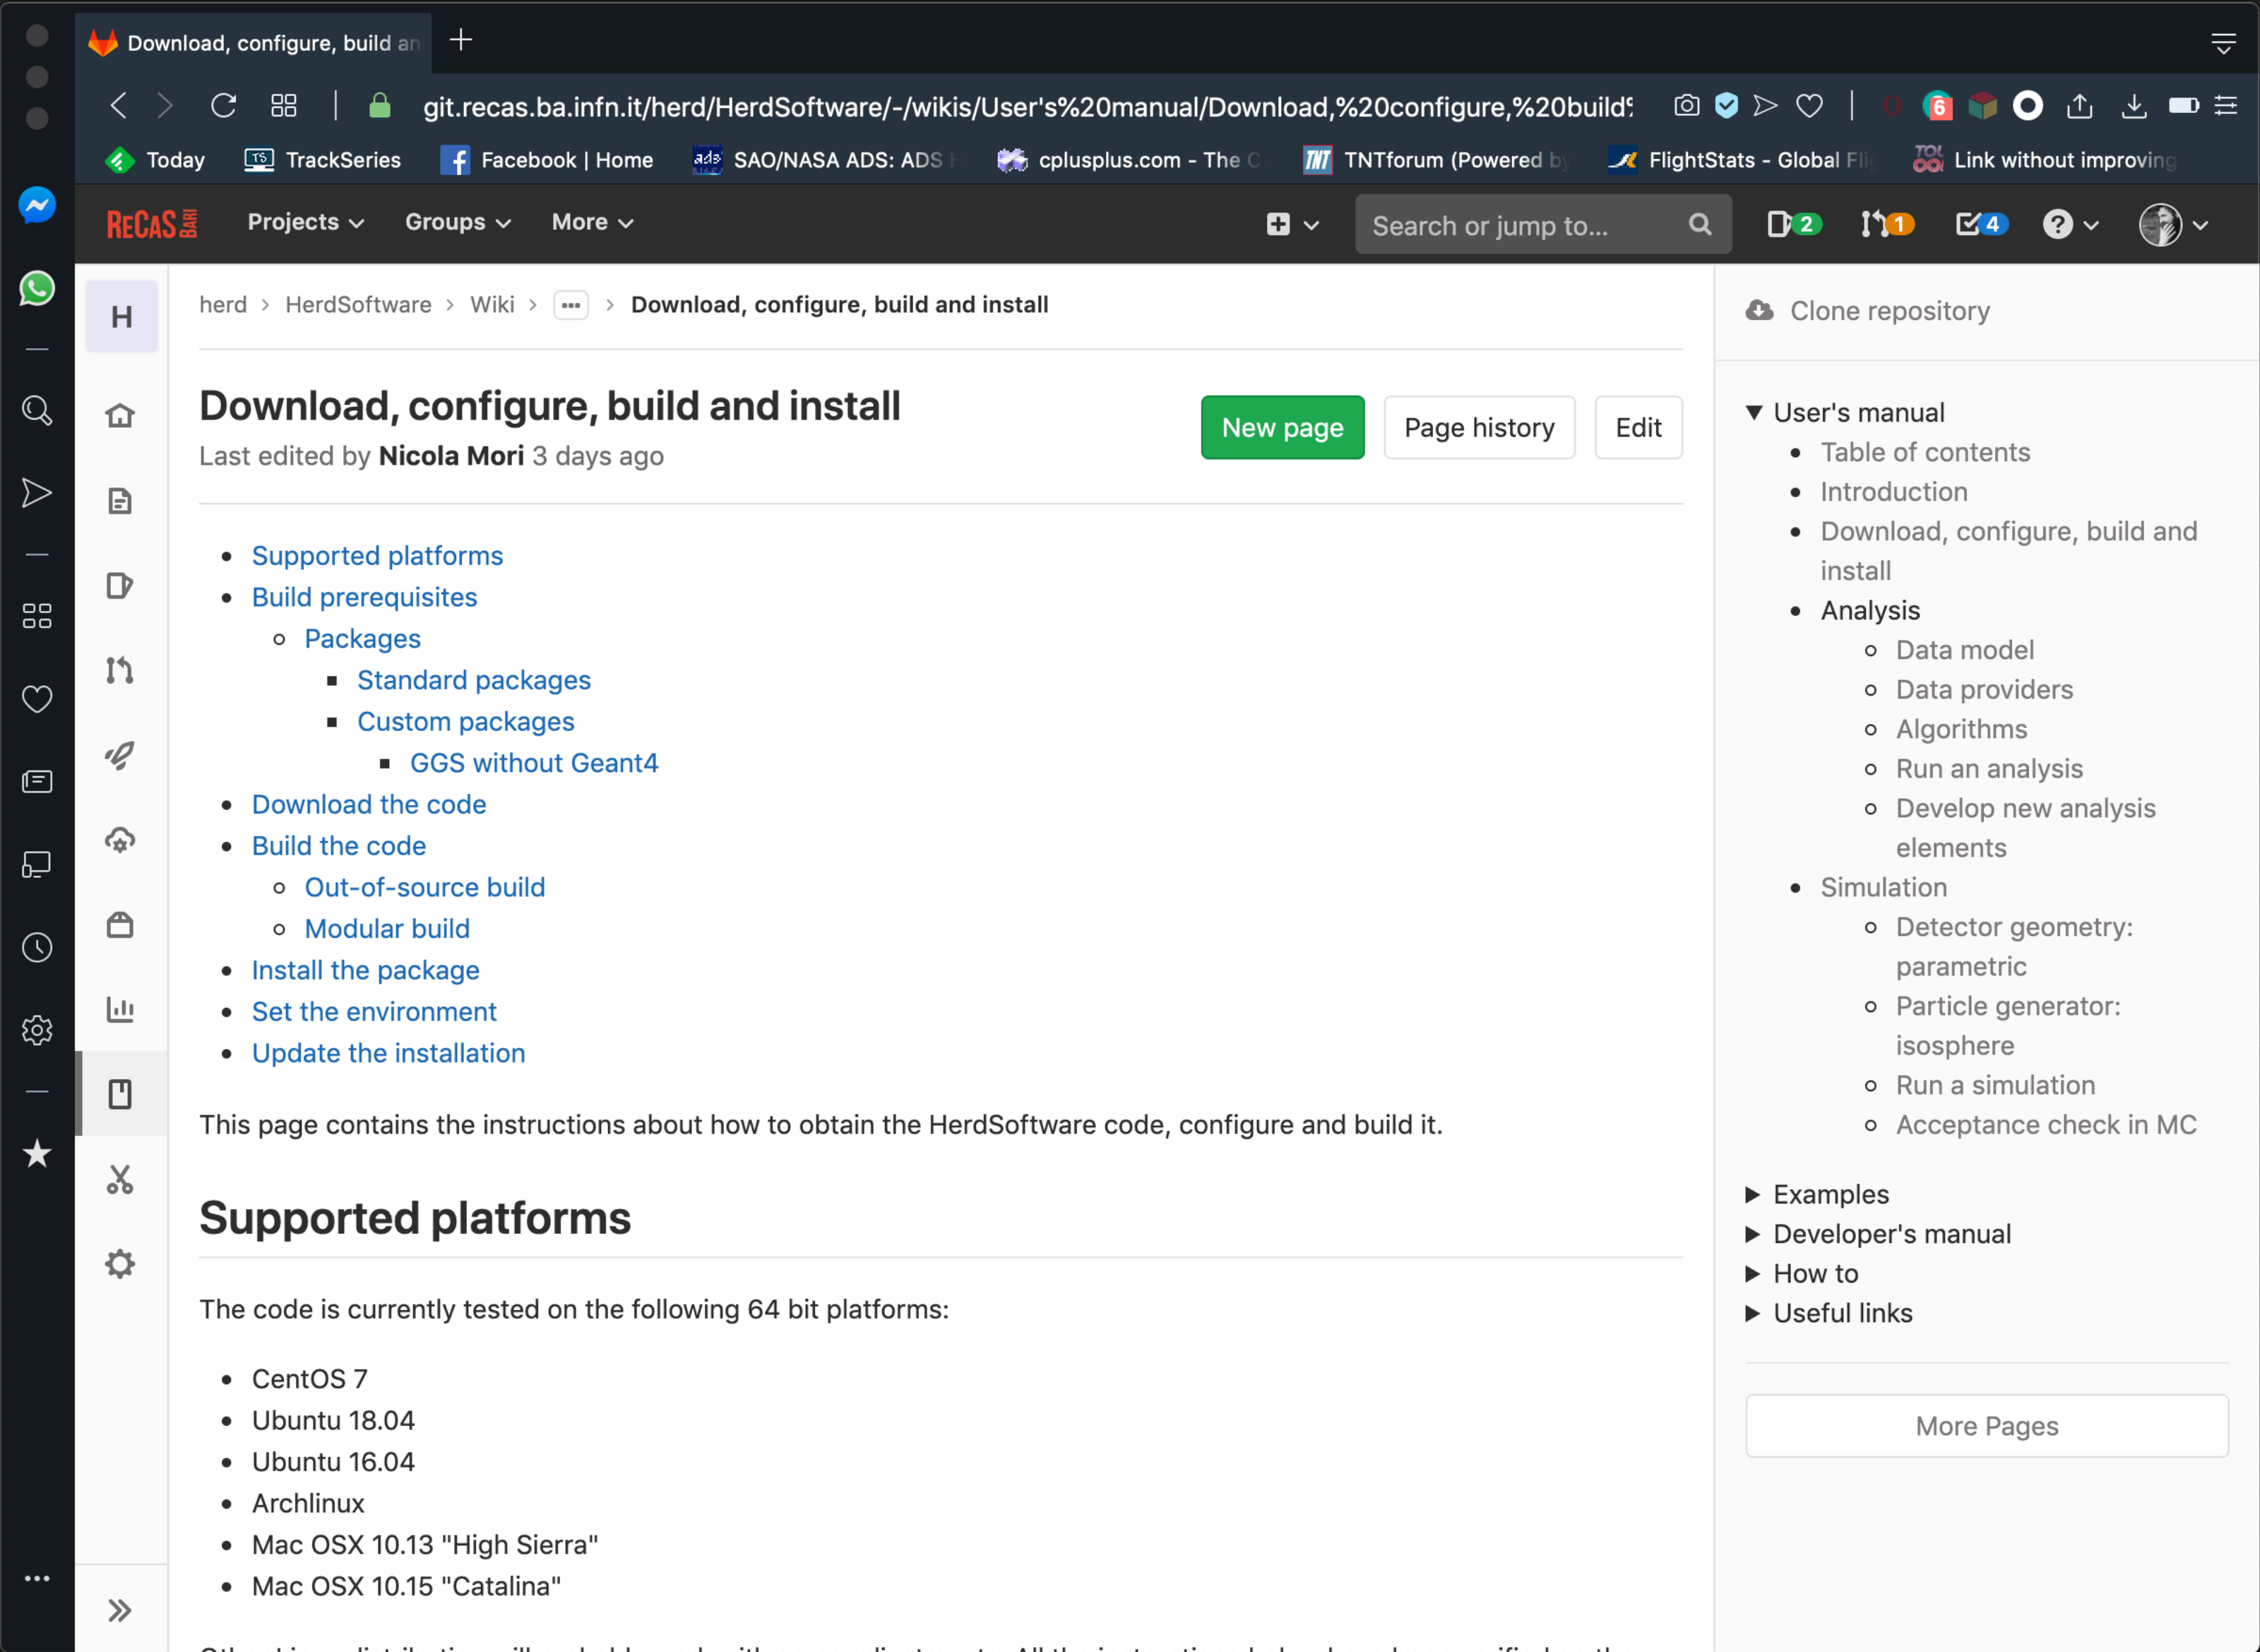 Download, configure, build an
git.recas.ba.infn.it/herd/HerdSoftware/-/wikis/User's%20manual/Download,%20configure,%20build%
6
Today
TS
TrackSeries
Facebook | Home
ads
SAO/NASA ADS: ADS
cplusplus.com - The C
TNT
TNTforum (Powered by
FlightStats - Global Flig
Link without improving
ReCaS BARI
Projects
Groups
More
Search or jump to...
2
1
4
H
herd > HerdSoftware > Wiki > ... > Download, configure, build and install
Download, configure, build and install
Last edited by Nicola Mori 3 days ago
New page
Page history
Edit
Supported platforms
Build prerequisites
Packages
Standard packages
Custom packages
GGS without Geant4
Download the code
Build the code
Out-of-source build
Modular build
Install the package
Set the environment
Update the installation
This page contains the instructions about how to obtain the HerdSoftware code, configure and build it.
Supported platforms
The code is currently tested on the following 64 bit platforms:
CentOS 7
Ubuntu 18.04
Ubuntu 16.04
Archlinux
Mac OSX 10.13 "High Sierra"
Mac OSX 10.15 "Catalina"
Clone repository
User's manual
Table of contents
Introduction
Download, configure, build and
install
Analysis
Data model
Data providers
Algorithms
Run an analysis
Develop new analysis
elements
Simulation
Detector geometry:
parametric
Particle generator:
isosphere
Run a simulation
Acceptance check in MC
Examples
Developer's manual
How to
Useful links
More Pages